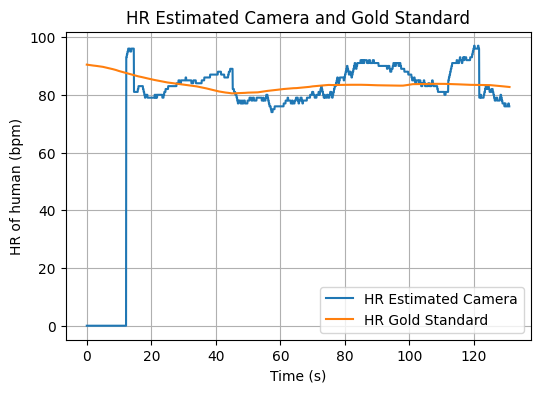 HR Estimated Camera and Gold Standard
100
80
60
40
20
0
HR of human (bpm)
0 20 40 60 80 100 120
Time (s)
HR Estimated Camera
HR Gold Standard